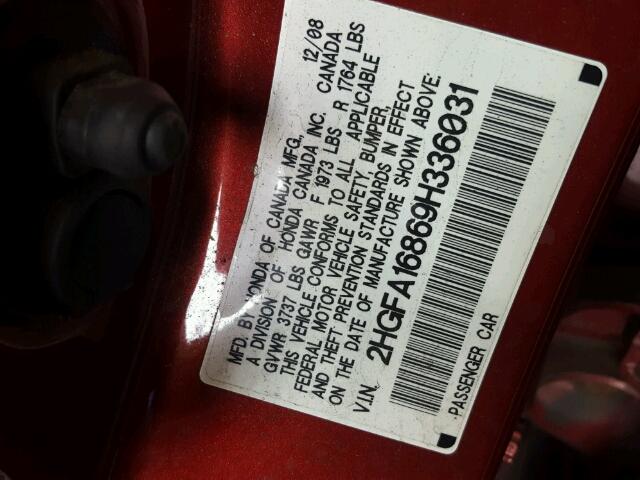 MFD. BY HONDA OF CANADA MFG., 12/08
A DIVISION OF HONDA CANADA INC. CANADA
GVWR 3737 LBS GAWR F 1973 LBS R 1764 LBS
THIS VEHICLE CONFORMS TO ALL APPLICABLE
FEDERAL MOTOR VEHICLE SAFETY, BUMPER,
AND THEFT PREVENTION STANDARDS IN EFFECT
ON THE DATE OF MANUFACTURE SHOWN ABOVE.
V.I.N. 2HGFA16869H336031
PASSENGER CAR